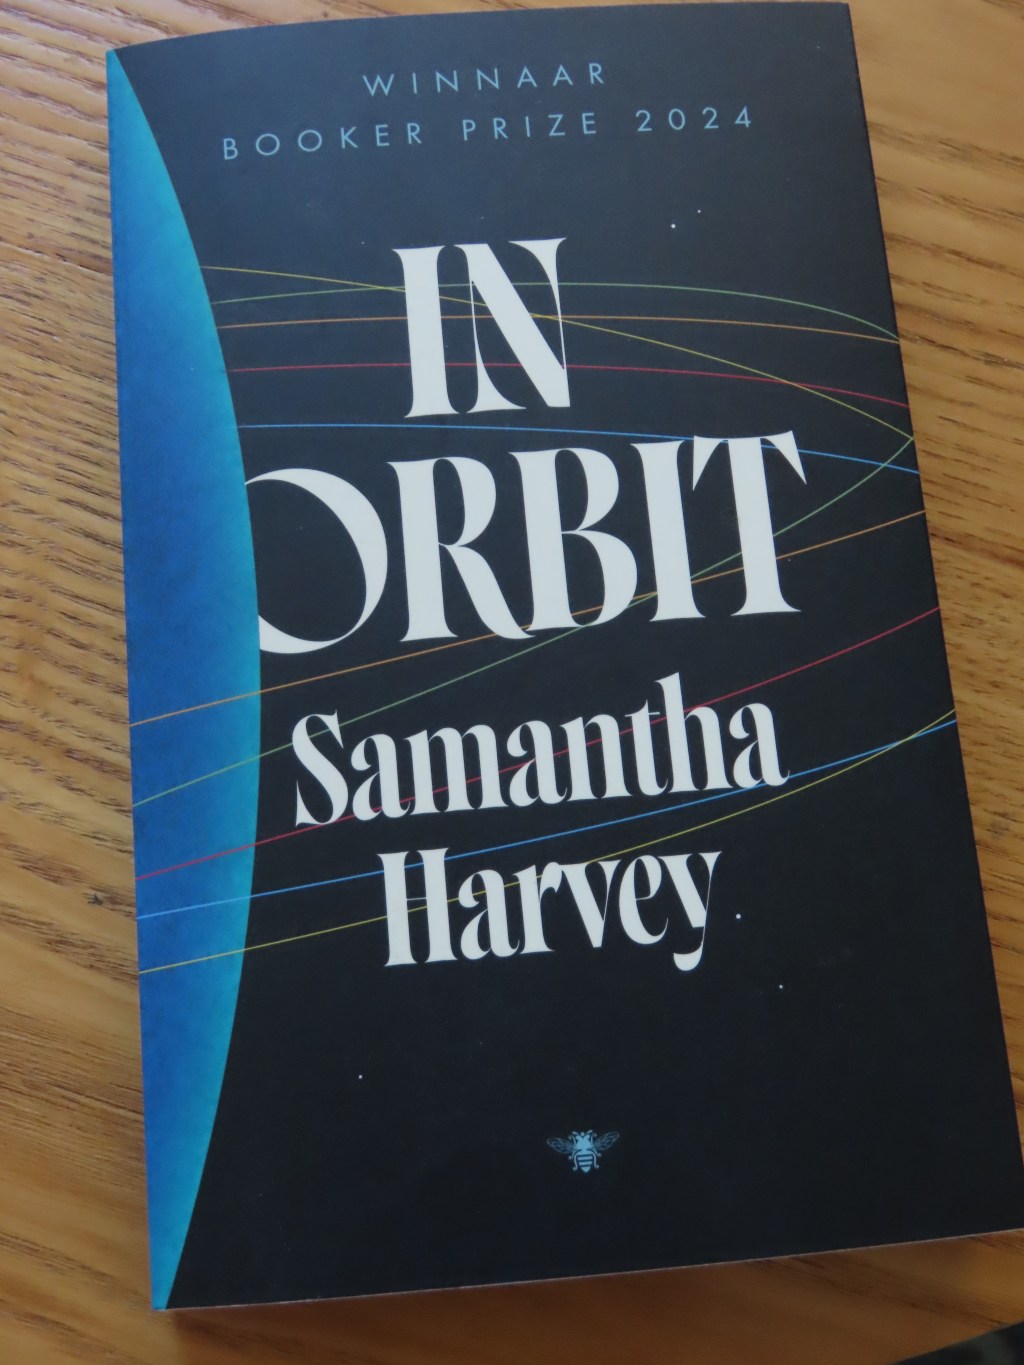 WINNAAR
BOOKER PRIZE 2024
IN
ORBIT
Samantha
Harvey